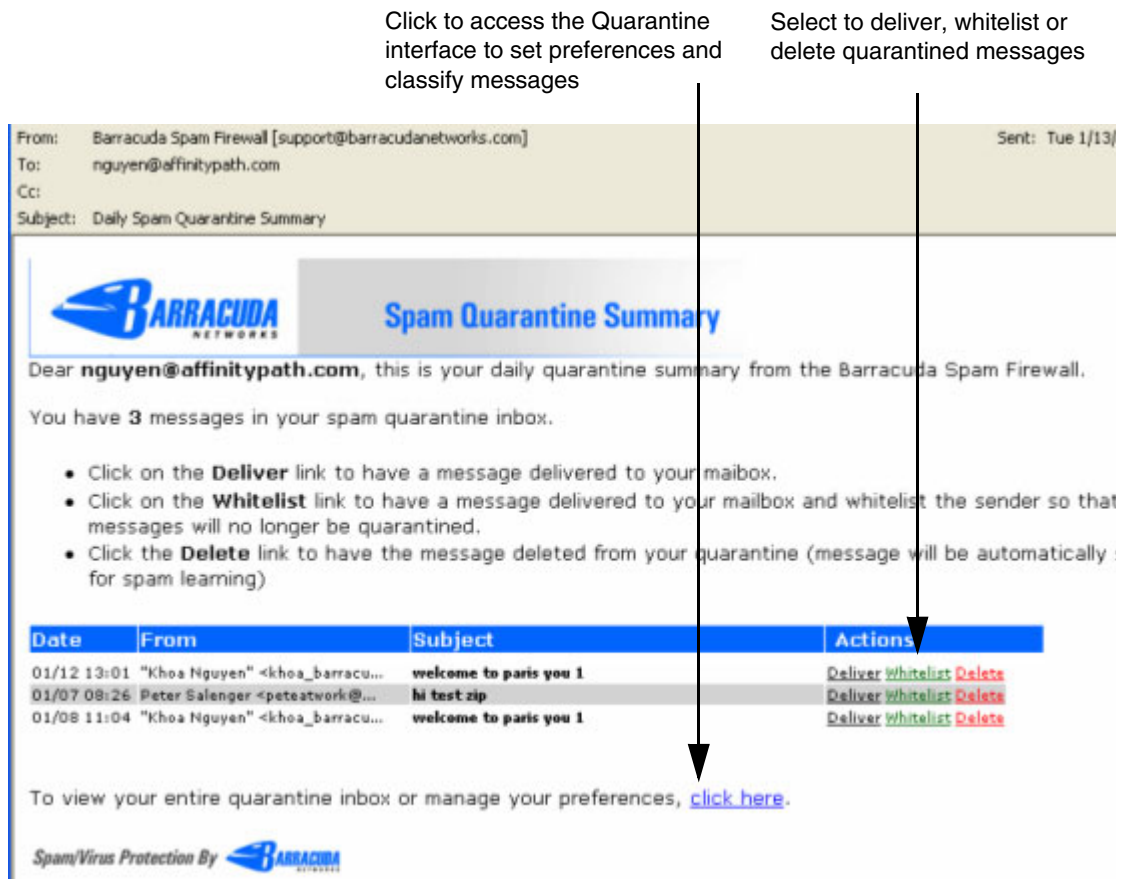 Click to access the Quarantine
interface to set preferences and
classify messages
Select to deliver, whitelist or
delete quarantined messages
From: Barracuda Spam Firewall [support@barracudanetworks.com] Sent: Tue 1/13/
To: nguyen@affinitypath.com
Cc:
Subject: Daily Spam Quarantine Summary
BARRACUDA
NETWORKS
Spam Quarantine Summary
Dear nguyen@affinitypath.com, this is your daily quarantine summary from the Barracuda Spam Firewall.
You have 3 messages in your spam quarantine inbox.
• Click on the Deliver link to have a message delivered to your maibox.
• Click on the Whitelist link to have a message delivered to your mailbox and whitelist the sender so that
messages will no longer be quarantined.
• Click the Delete link to have the message deleted from your quarantine (message will be automatically
for spam learning)
Date From Subject Actions
01/12 13:01 "Khoa Nguyen" <khoa_barracu... welcome to paris you 1 Deliver Whitelist Delete
01/07 08:26 Peter Salenger <peteatwork@... hi test zip Deliver Whitelist Delete
01/08 11:04 "Khoa Nguyen" <khoa_barracu... welcome to paris you 1 Deliver Whitelist Delete
To view your entire quarantine inbox or manage your preferences, click here.
Spam/Virus Protection By BARRACUDA
NETWORKS